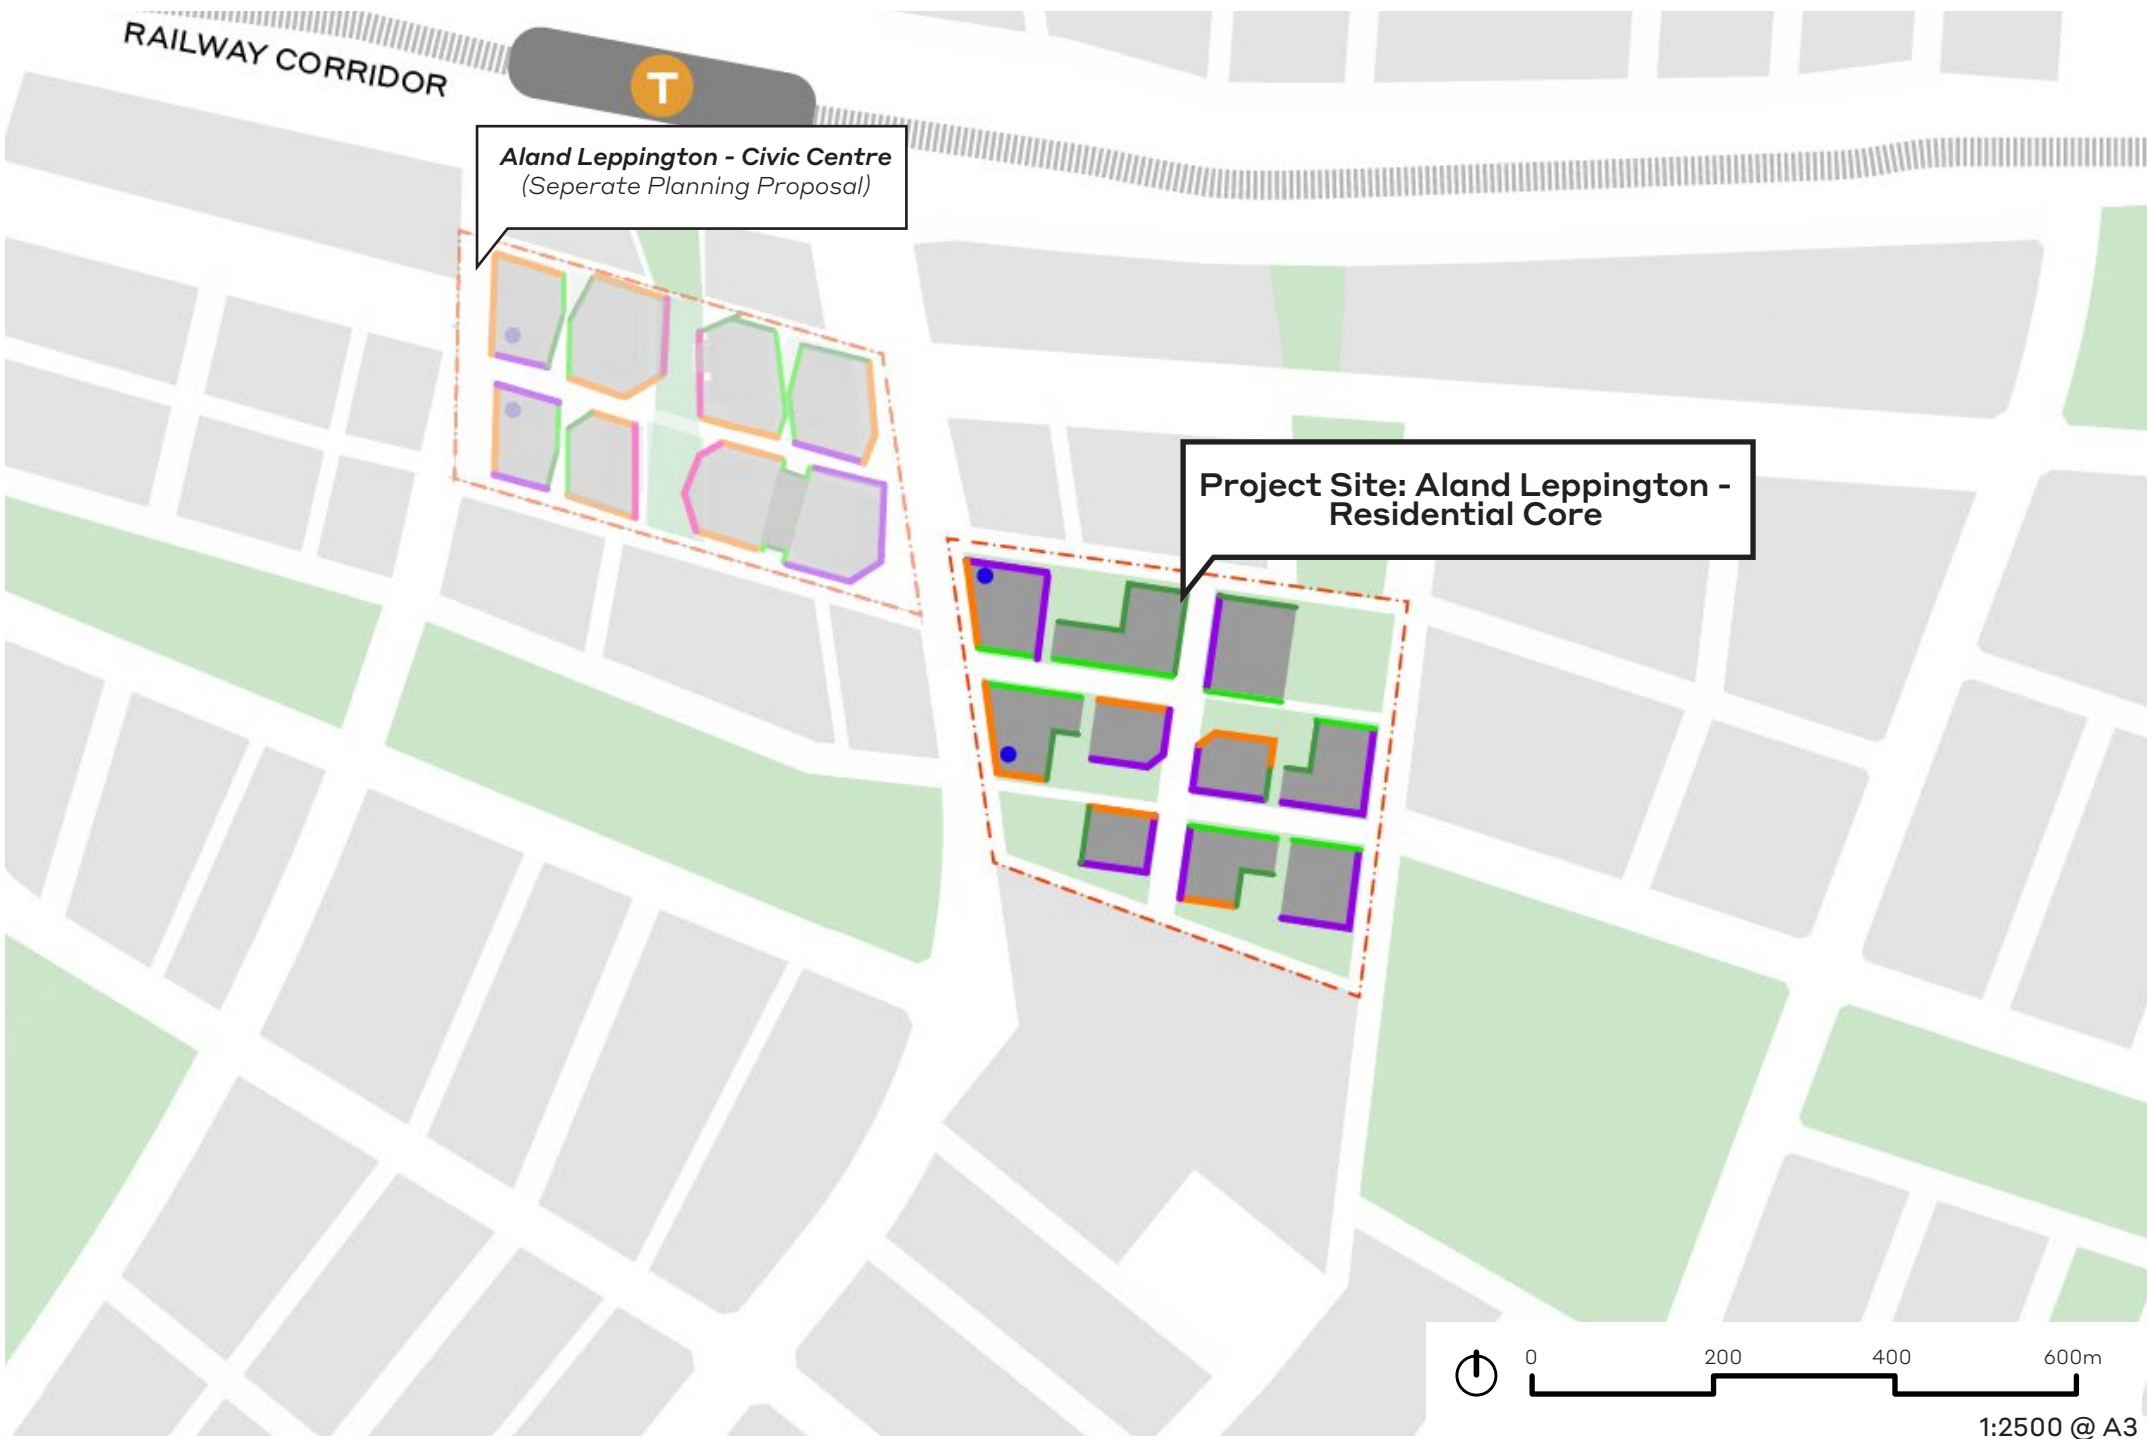 RAILWAY CORRIDOR
T
Aland Leppington - Civic Centre
(Seperate Planning Proposal)
Project Site: Aland Leppington -
Residential Core
0 200 400 600m
1:2500 @ A3